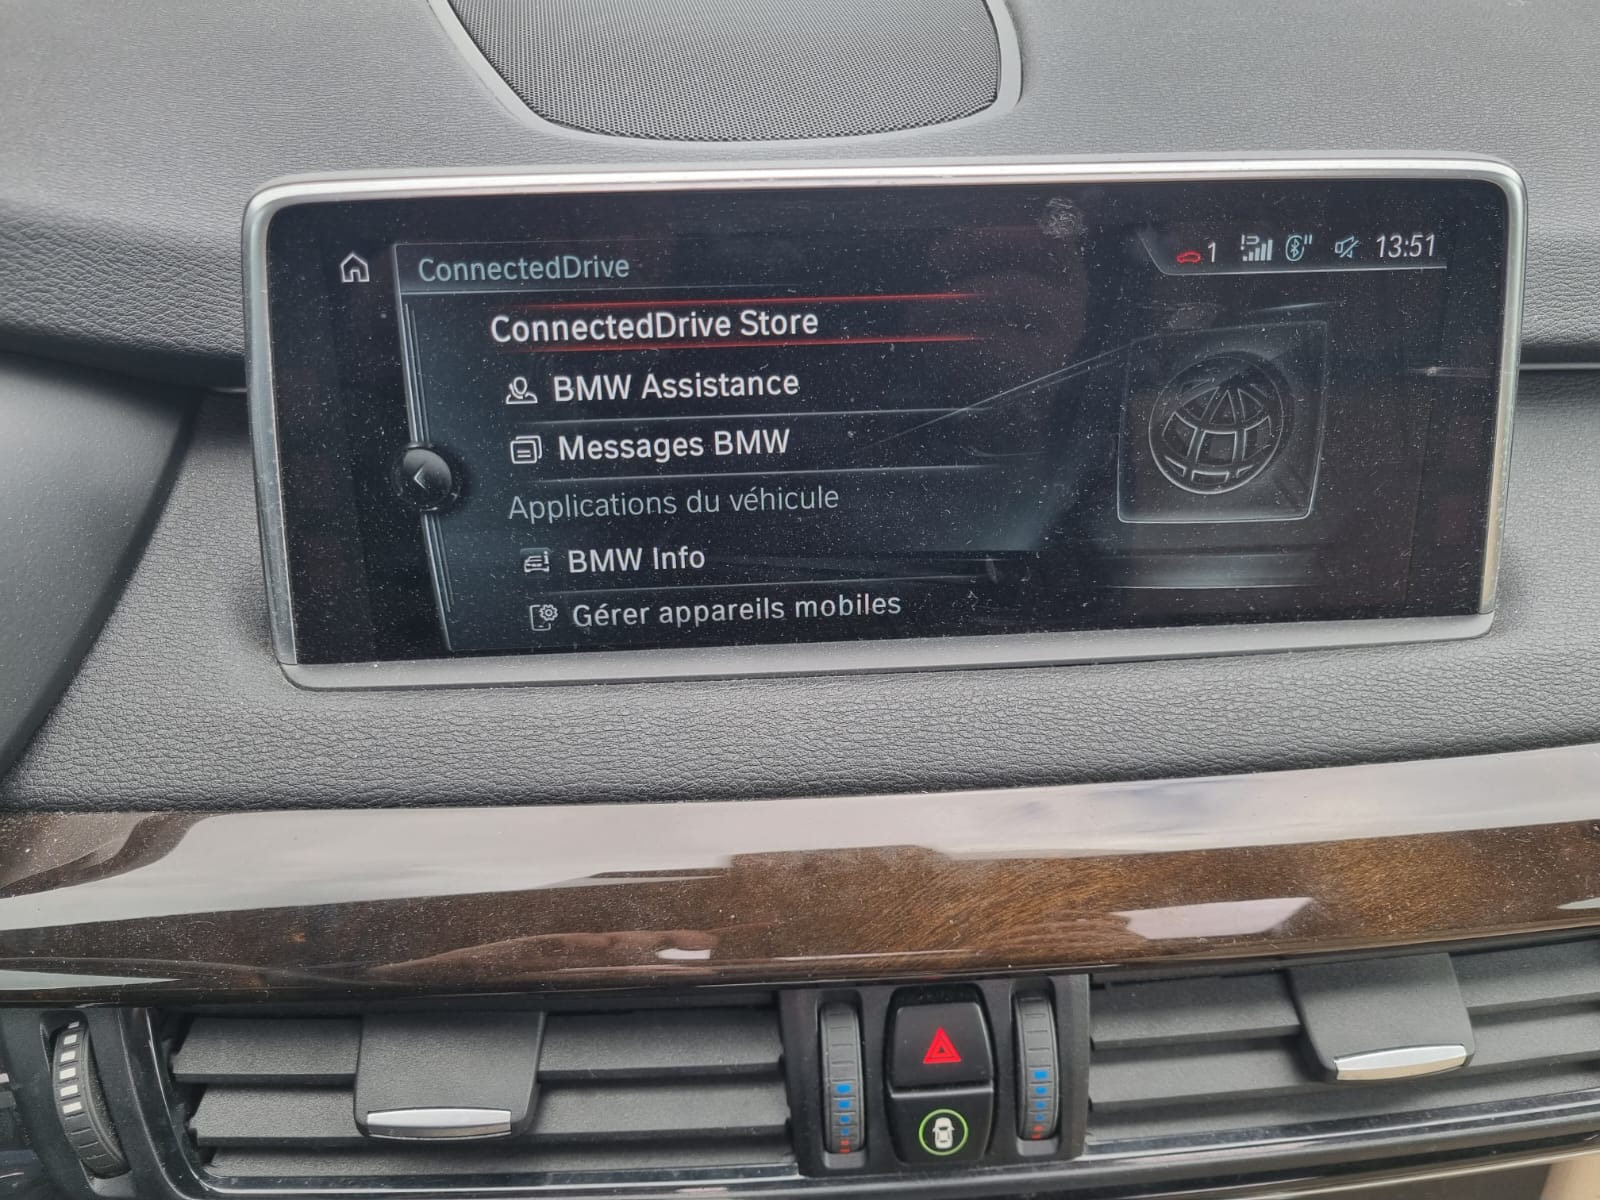 ConnectedDrive
1
13:51
ConnectedDrive Store
BMW Assistance
Messages BMW
Applications du véhicule
BMW Info
Gérer appareils mobiles